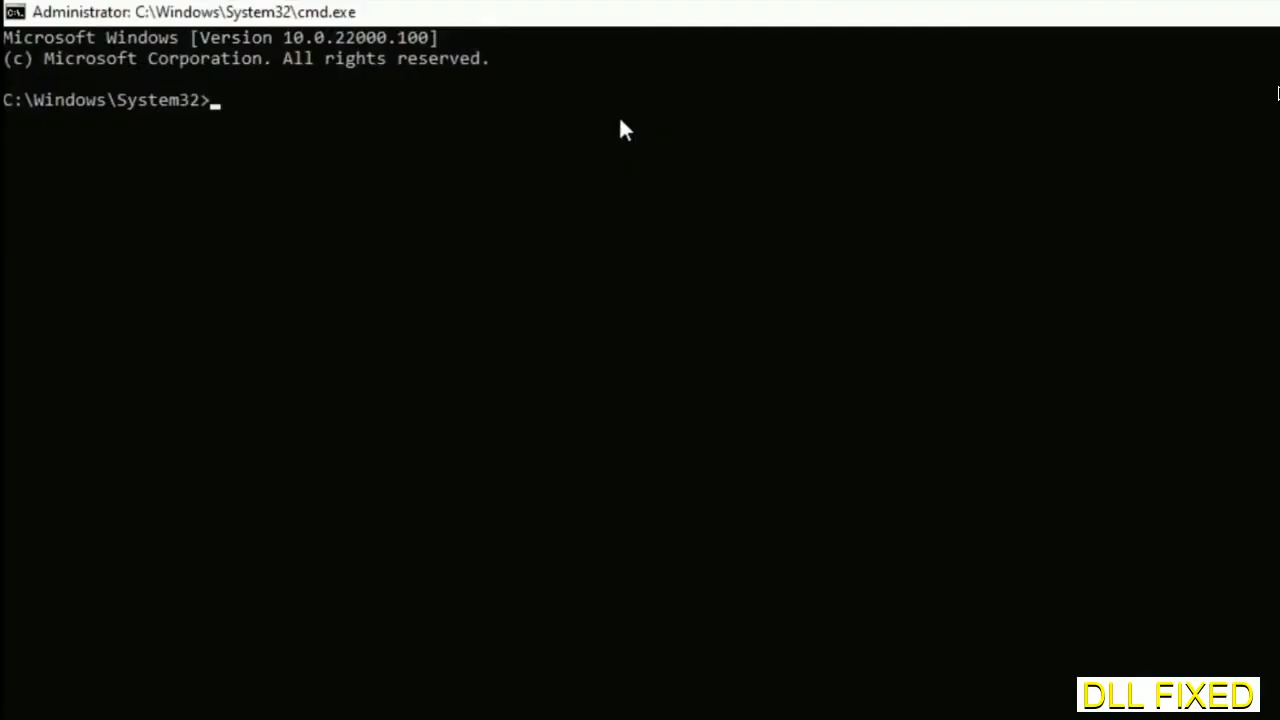 Administrator: C:\Windows\System32\cmd.exe
Microsoft Windows [Version 10.0.22000.100]
(c) Microsoft Corporation. All rights reserved.
C:\Windows\System32>
DLL FIXED